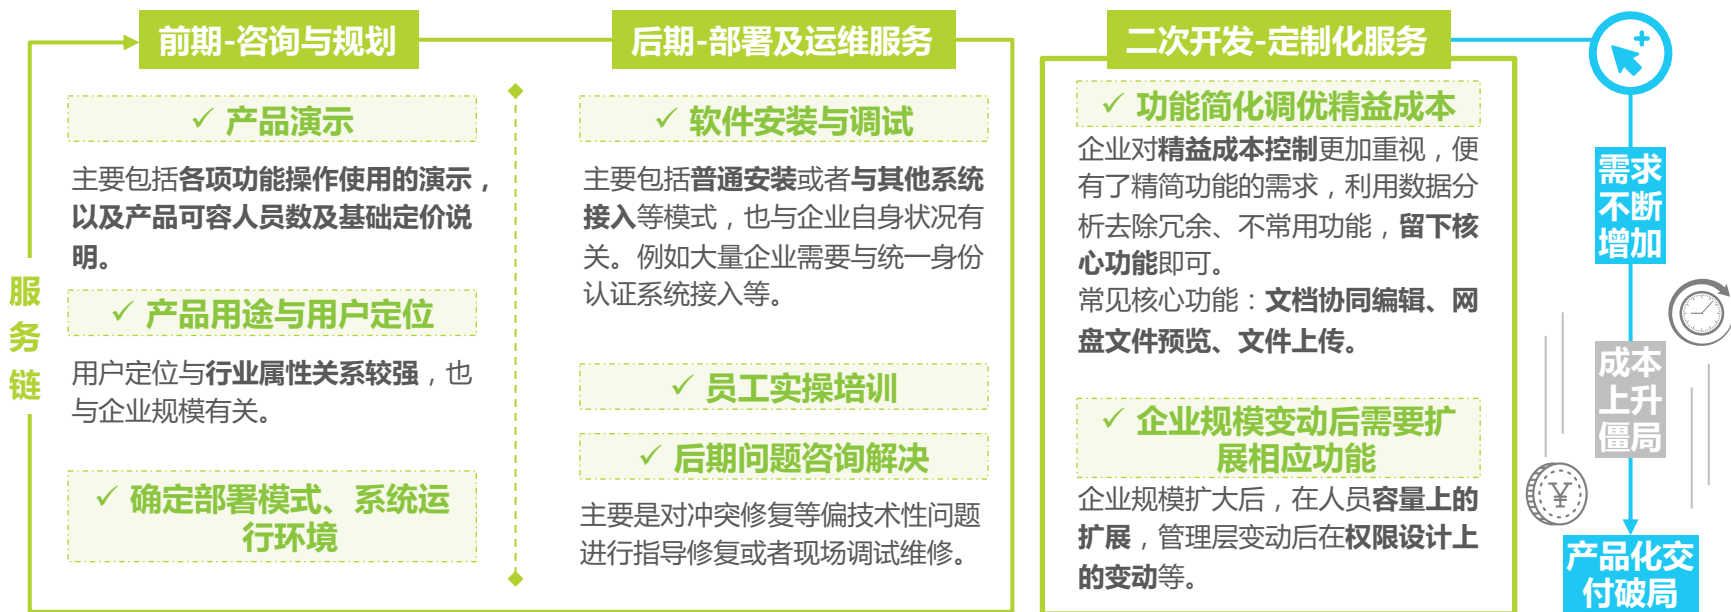 服
务
链
前期-咨询与规划
✓ 产品演示
主要包括各项功能操作使用的演示，
以及产品可容人员数及基础定价说
明。
✓ 产品用途与用户定位
用户定位与行业属性关系较强，也
与企业规模有关。
✓ 确定部署模式、系统运
行环境
后期-部署及运维服务
✓ 软件安装与调试
主要包括普通安装或者与其他系统
接入等模式，也与企业自身状况有
关。例如大量企业需要与统一身份
认证系统接入等。
✓ 员工实操培训
✓ 后期问题咨询解决
主要是对冲突修复等偏技术性问题
进行指导修复或者现场调试维修。
二次开发-定制化服务
✓ 功能简化调优精益成本
企业对精益成本控制更加重视，便
有了精简功能的需求，利用数据分
析去除冗余、不常用功能，留下核
心功能即可。
常见核心功能：文档协同编辑、网
盘文件预览、文件上传。
✓ 企业规模变动后需要扩
展相应功能
企业规模扩大后，在人员容量上的
扩展，管理层变动后在权限设计上
的变动等。
需求
不断
增加
成本
上升
僵局
¥
产品化交
付破局